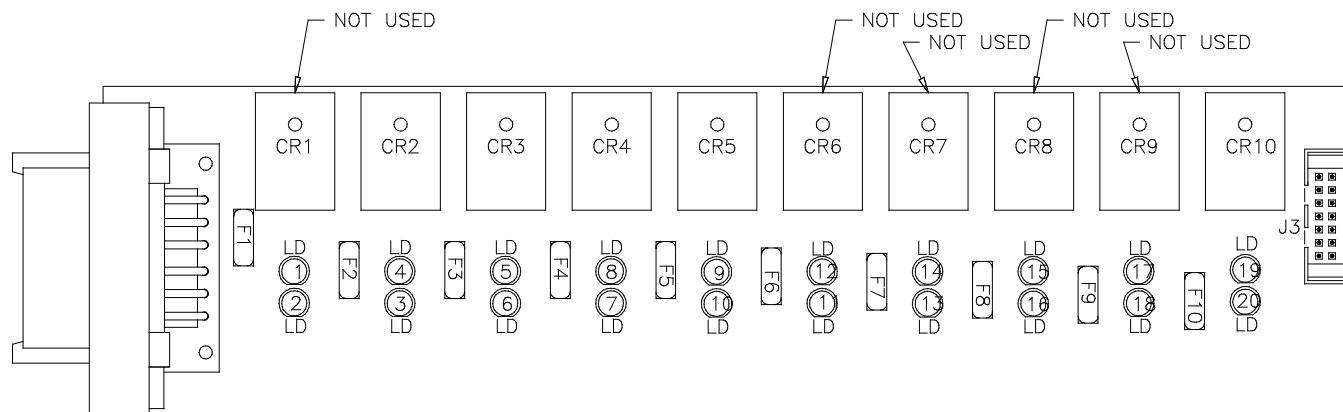 NOT USED
NOT USED
NOT USED
NOT USED
NOT USED
CR1 CR2 CR3 CR4 CR5 CR6 CR7 CR8 CR9 CR10
J3
F1 F2 F3 F4 F5 F6 F7 F8 F9 F10
LD LD LD LD LD LD LD LD LD LD
1 4 5 8 9 12 14 15 17 19
2 3 6 7 10 11 13 16 18 20
LD LD LD LD LD LD LD LD LD LD